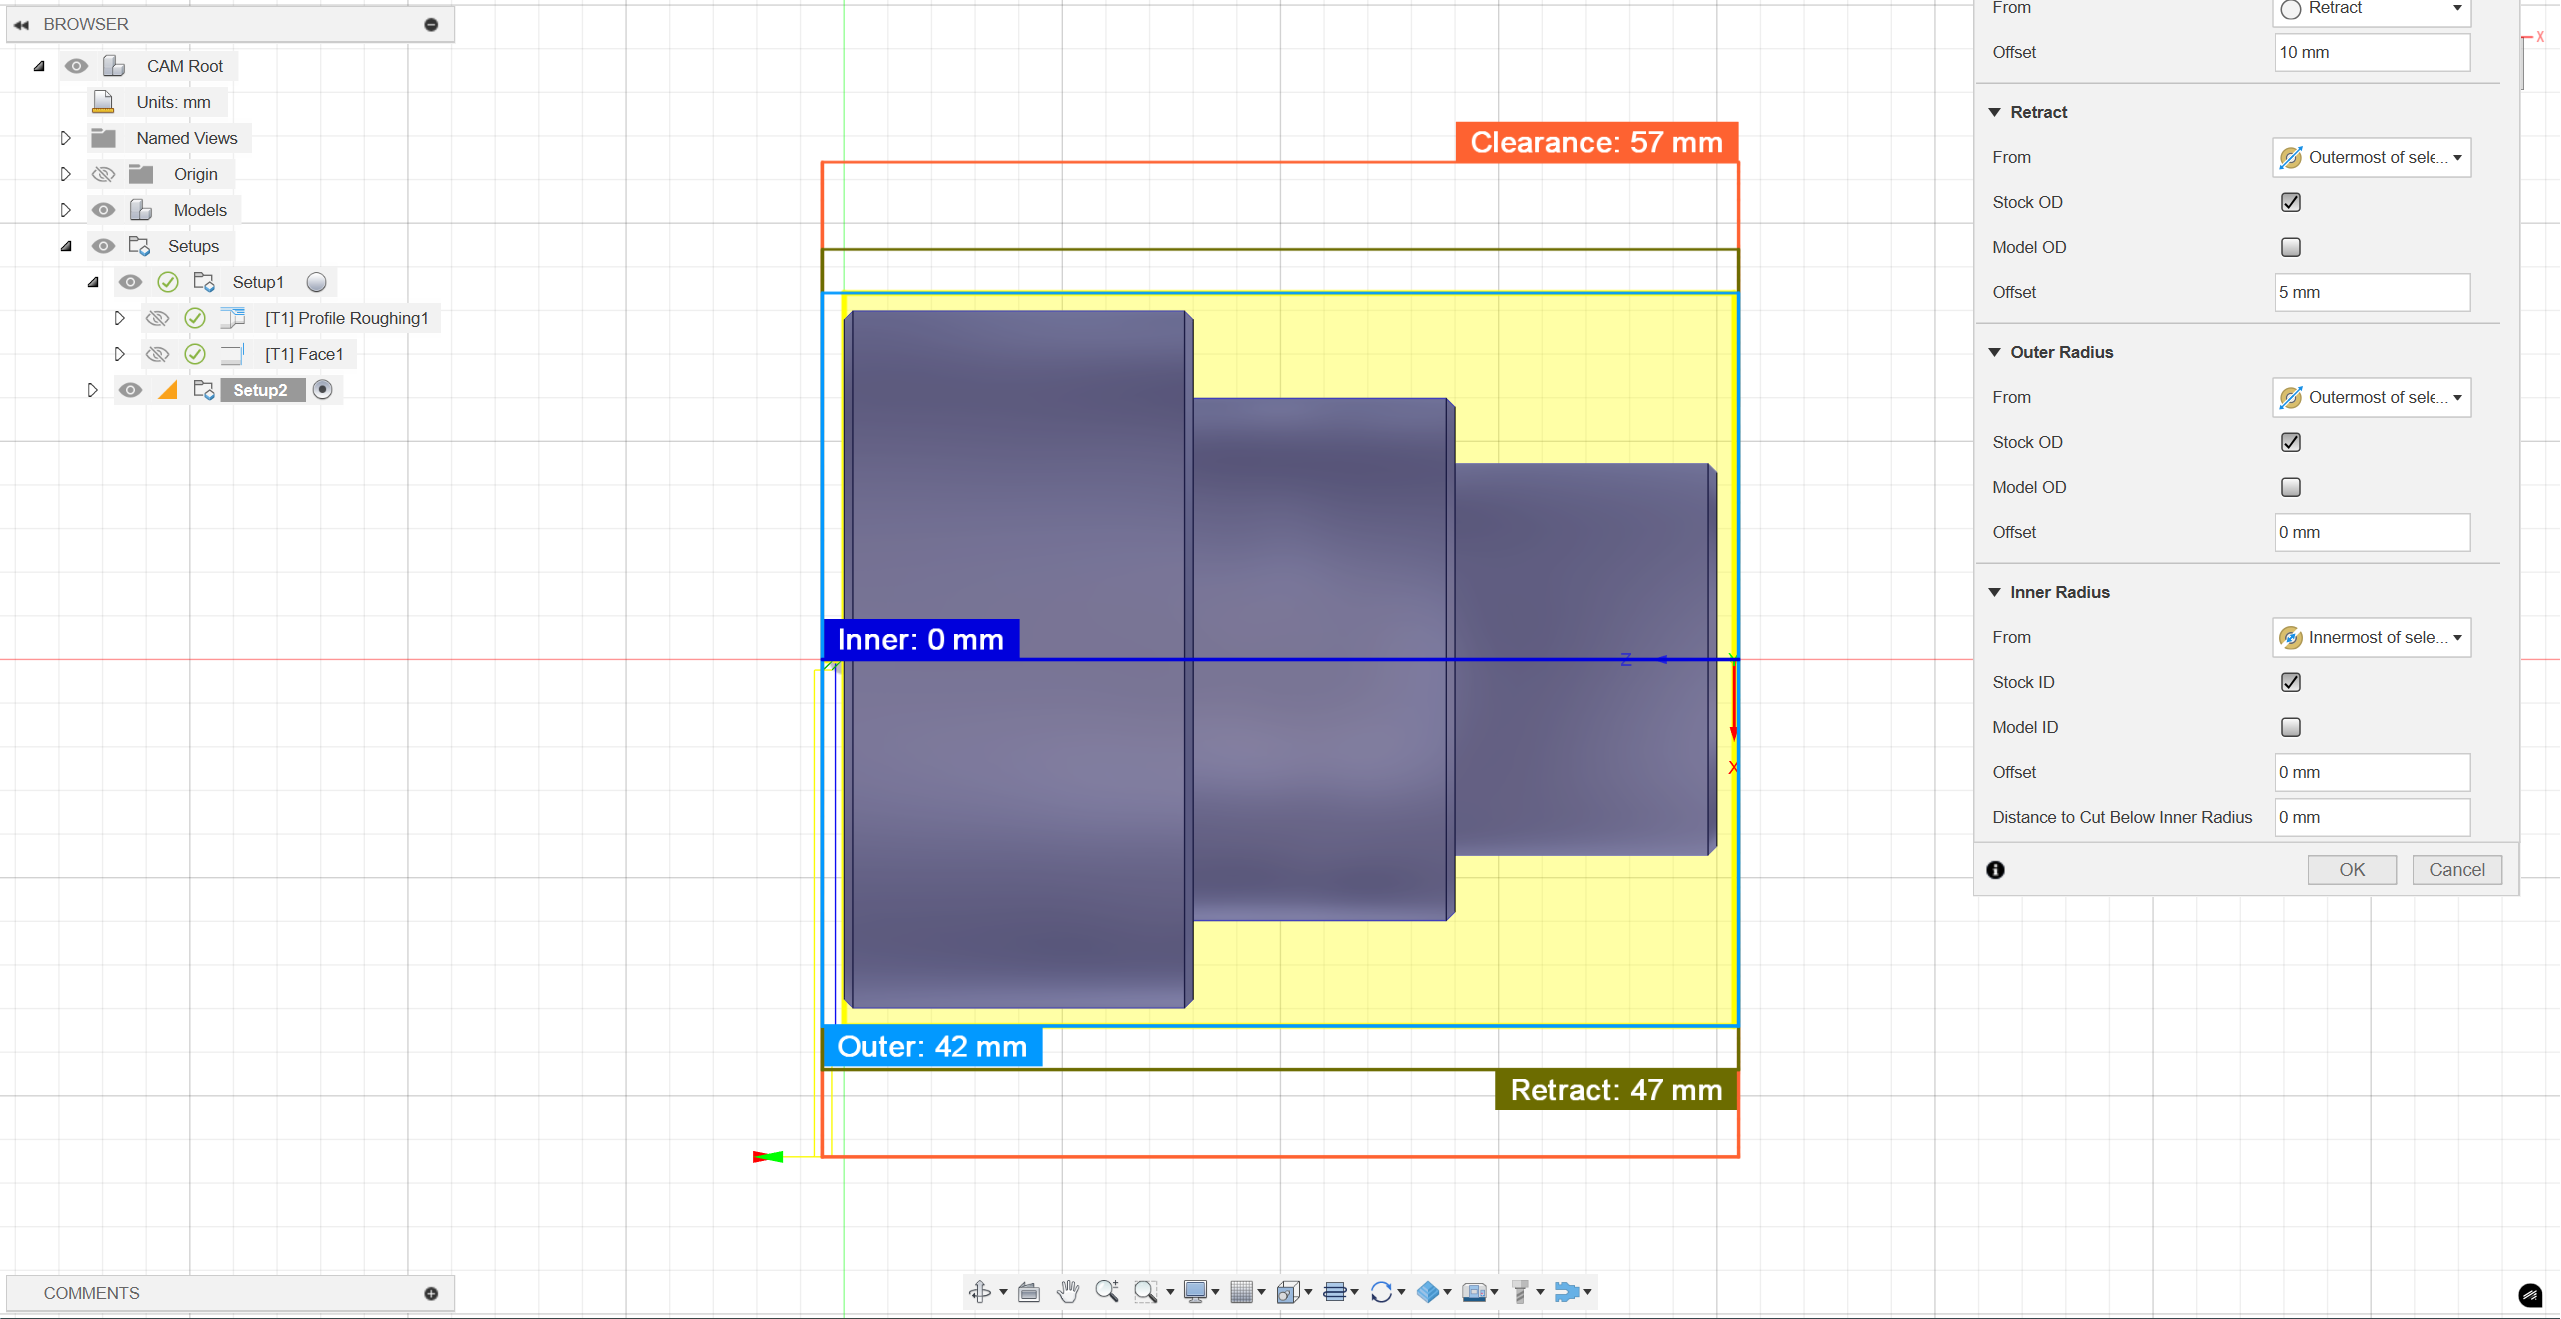 BROWSER
CAM Root
Units: mm
Named Views
Origin
Models
Setups
Setup1
[T1] Profile Roughing1
[T1] Face1
Setup2
Clearance: 57 mm
Inner: 0 mm
Z
X
Outer: 42 mm
Retract: 47 mm
From
Retract
Offset
10 mm
Retract
From
Outermost of sele...
Stock OD
Model OD
Offset
5 mm
Outer Radius
From
Outermost of sele...
Stock OD
Model OD
Offset
0 mm
Inner Radius
From
Innermost of sele...
Stock ID
Model ID
Offset
0 mm
Distance to Cut Below Inner Radius
0 mm
OK
Cancel
X
COMMENTS